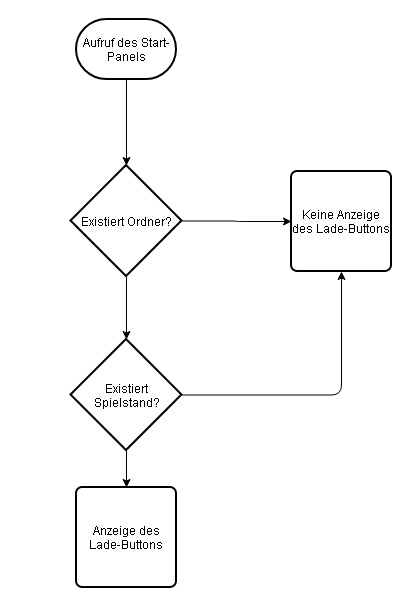 Aufruf des Start-
Panels
Existiert Ordner?
Keine Anzeige
des Lade-Buttons
Existiert
Spielstand?
Anzeige des
Lade-Buttons